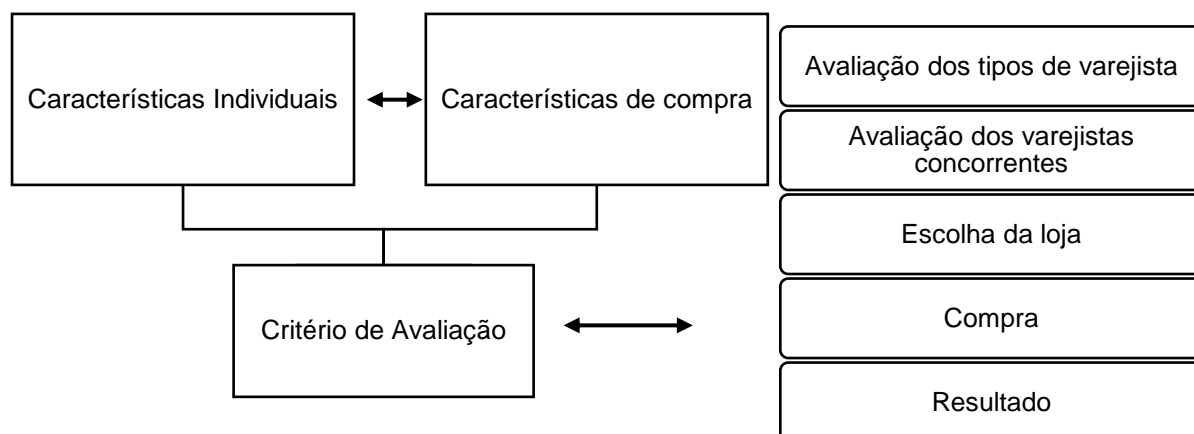 Características Individuais
Características de compra
Critério de Avaliação
Avaliação dos tipos de varejista
Avaliação dos varejistas
concorrentes
Escolha da loja
Compra
Resultado